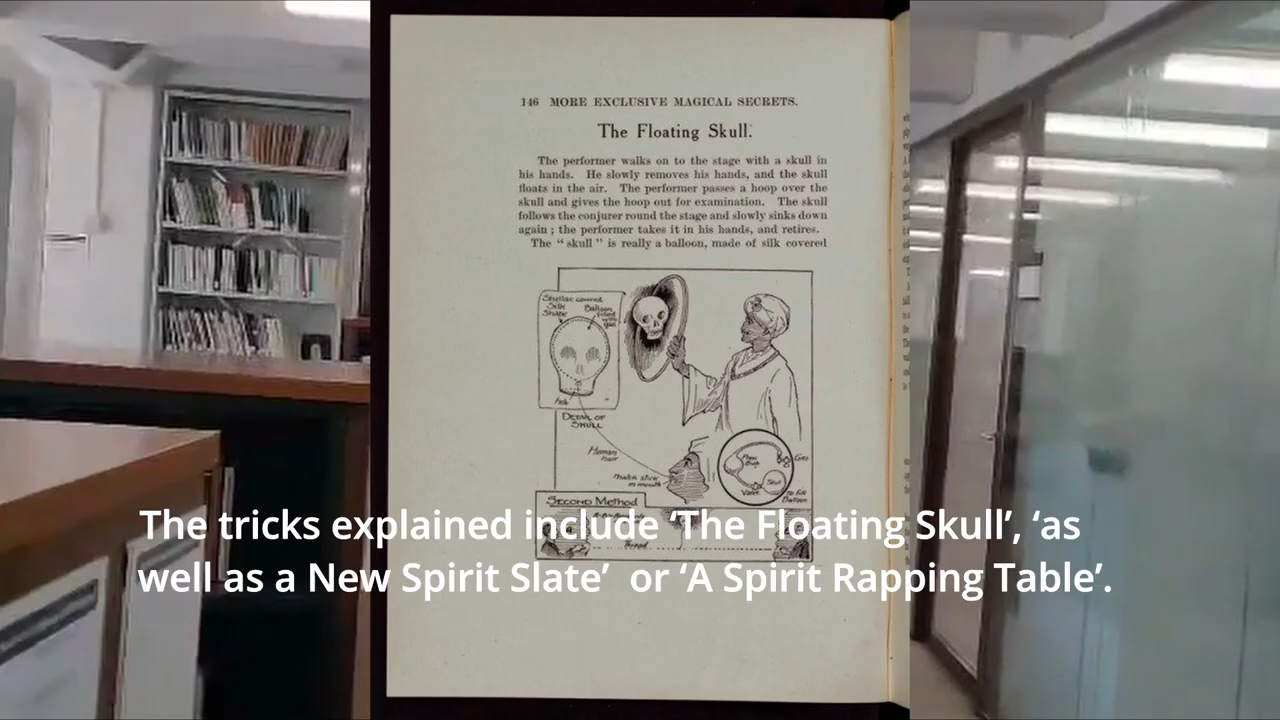 146 MORE EXCLUSIVE MAGICAL SECRETS.
The Floating Skull.
The performer walks on to the stage with a skull in
his hands. He slowly removes his hands, and the skull
floats in the air. The performer passes a hoop over the
skull and gives the hoop out for examination. The skull
follows the conjurer round the stage and slowly sinks down
again ; the performer takes it in his hands, and retires.
The “ skull ” is really a balloon, made of silk covered
Shellac covered
Silk
Shape
Balloon
filled
with
gas
Hole
DETAIL OF
SKULL
Human
hair
Match stick
in mouth
Gas
Skull
Valve
to fill
Balloon
SECOND METHOD
Thread
The tricks explained include ‘The Floating Skull’, ‘as
well as a New Spirit Slate’ or ‘A Spirit Rapping Table’.